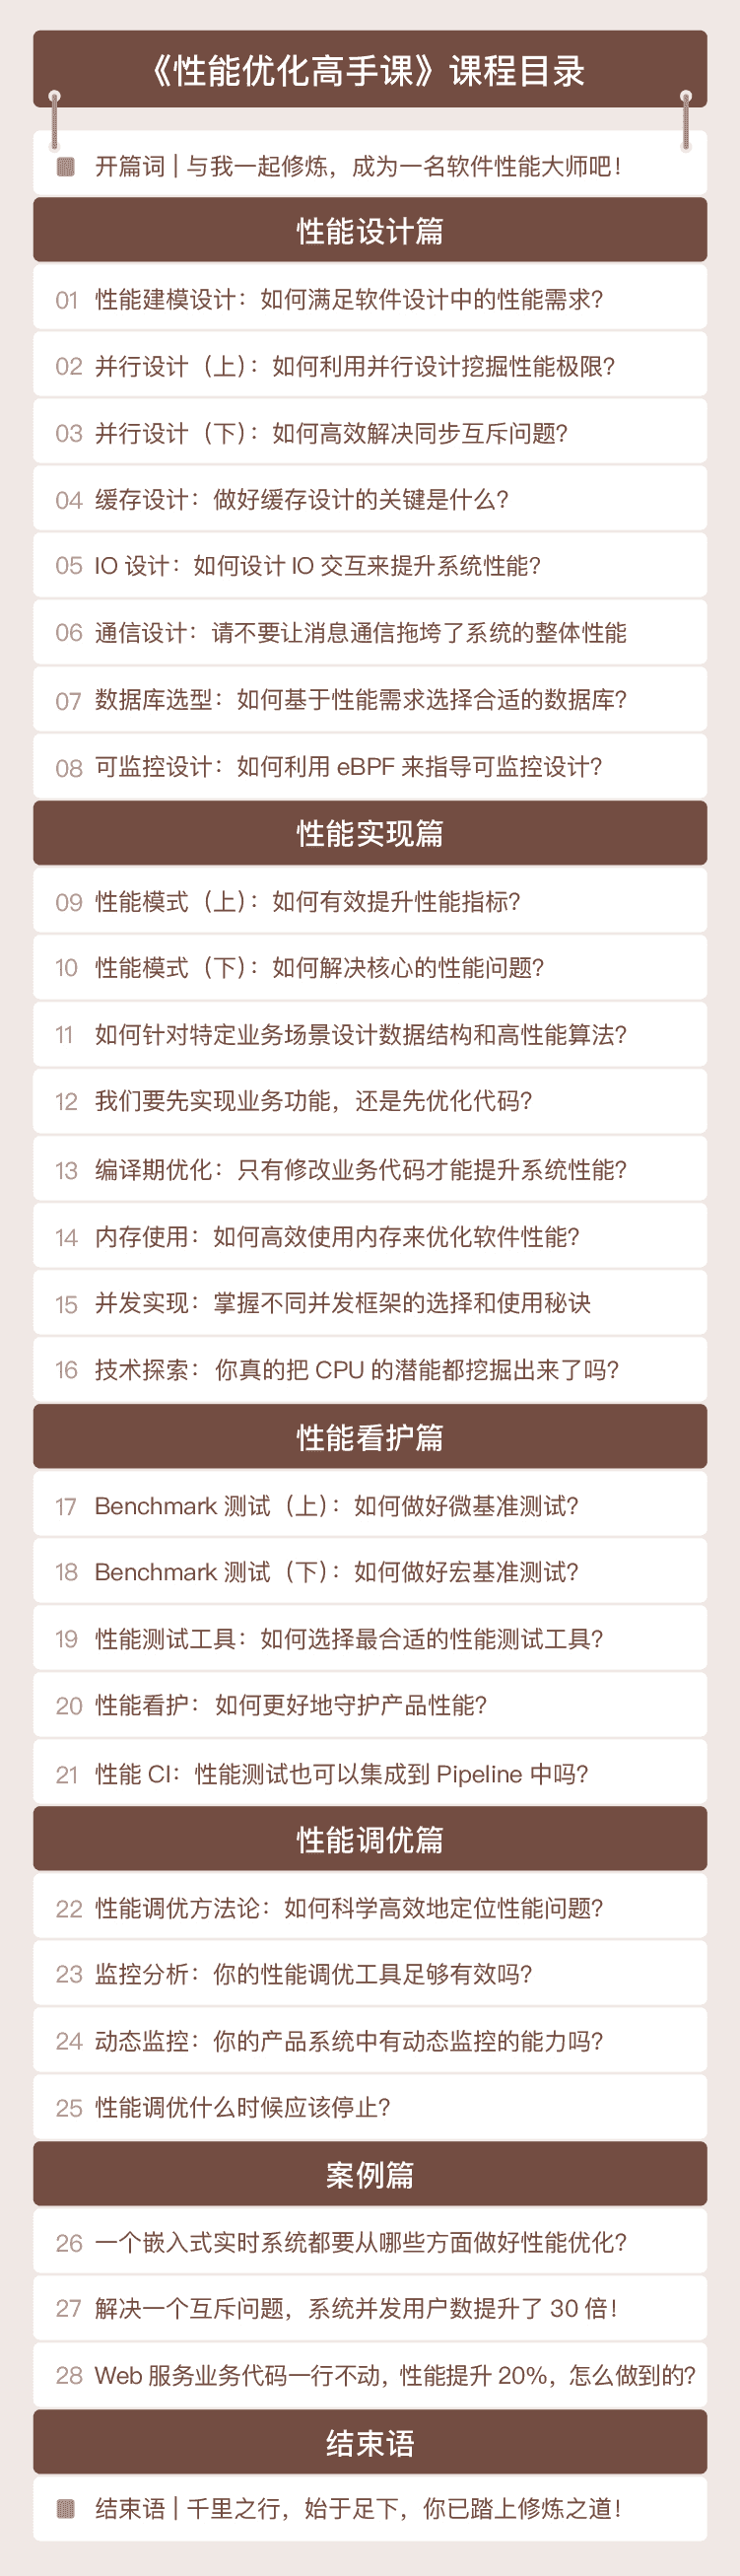 《性能优化高手课》课程目录
开篇词 | 与我一起修炼，成为一名软件性能大师吧！
性能设计篇
01 性能建模设计：如何满足软件设计中的性能需求？
02 并行设计（上）：如何利用并行设计挖掘性能极限？
03 并行设计（下）：如何高效解决同步互斥问题？
04 缓存设计：做好缓存设计的关键是什么？
05 IO 设计：如何设计 IO 交互来提升系统性能？
06 通信设计：请不要让消息通信拖垮了系统的整体性能
07 数据库选型：如何基于性能需求选择合适的数据库？
08 可监控设计：如何利用 eBPF 来指导可监控设计？
性能实现篇
09 性能模式（上）：如何有效提升性能指标？
10 性能模式（下）：如何解决核心的性能问题？
11 如何针对特定业务场景设计数据结构和高性能算法？
12 我们要先实现业务功能，还是先优化代码？
13 编译期优化：只有修改业务代码才能提升系统性能？
14 内存使用：如何高效使用内存来优化软件性能？
15 并发实现：掌握不同并发框架的选择和使用秘诀
16 技术探索：你真的把 CPU 的潜能都挖掘出来了吗？
性能看护篇
17 Benchmark 测试（上）：如何做好微基准测试？
18 Benchmark 测试（下）：如何做好宏基准测试？
19 性能测试工具：如何选择最合适的性能测试工具？
20 性能看护：如何更好地守护产品性能？
21 性能 CI：性能测试也可以集成到 Pipeline 中吗？
性能调优篇
22 性能调优方法论：如何科学高效地定位性能问题？
23 监控分析：你的性能调优工具足够有效吗？
24 动态监控：你的产品系统中有动态监控的能力吗？
25 性能调优什么时候应该停止？
案例篇
26 一个嵌入式实时系统都要从哪些方面做好性能优化？
27 解决一个互斥问题，系统并发用户数提升了 30 倍！
28 Web 服务业务代码一行不动，性能提升 20%，怎么做到的？
结束语
结束语 | 千里之行，始于足下，你已踏上修炼之道！